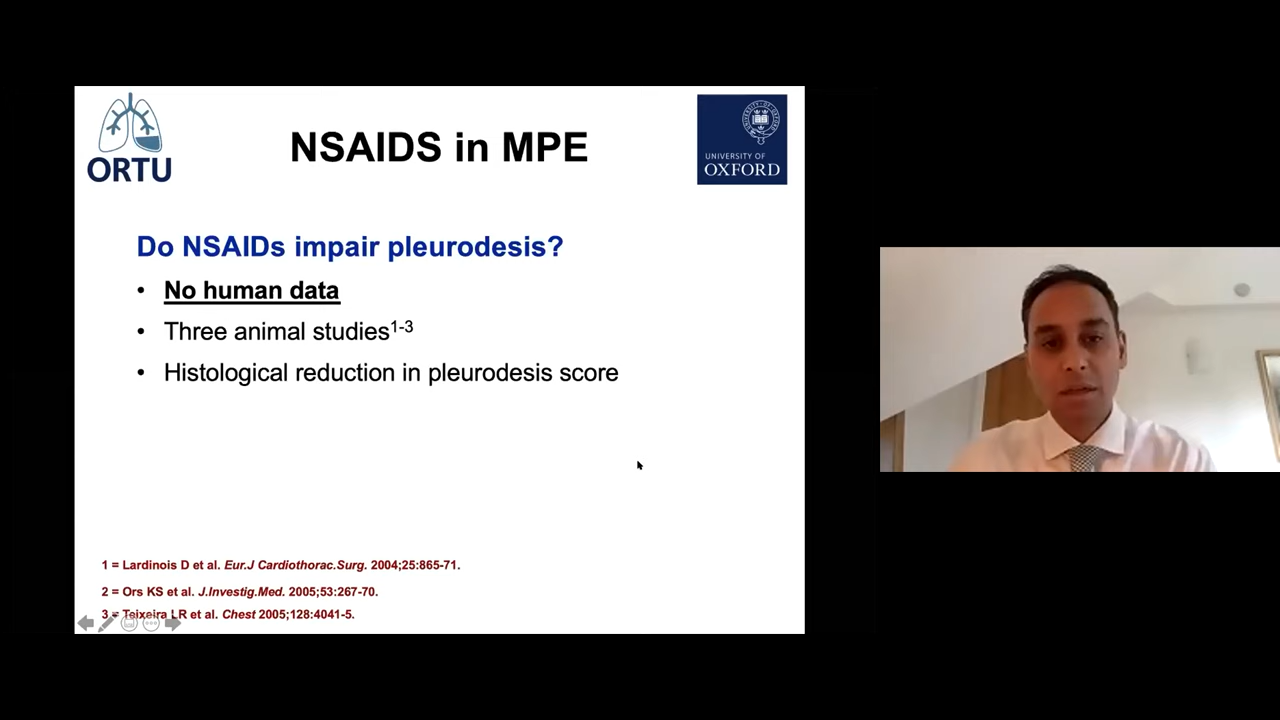 ORTU
NSAIDS in MPE
UNIVERSITY OF
OXFORD
Do NSAIDs impair pleurodesis?
• No human data
• Three animal studies1-3
• Histological reduction in pleurodesis score
1 = Lardinois D et al. Eur.J Cardiothorac.Surg. 2004;25:865-71.
2 = Ors KS et al. J.Investig.Med. 2005;53:267-70.
3 = Teixeira LR et al. Chest 2005;128:4041-5.